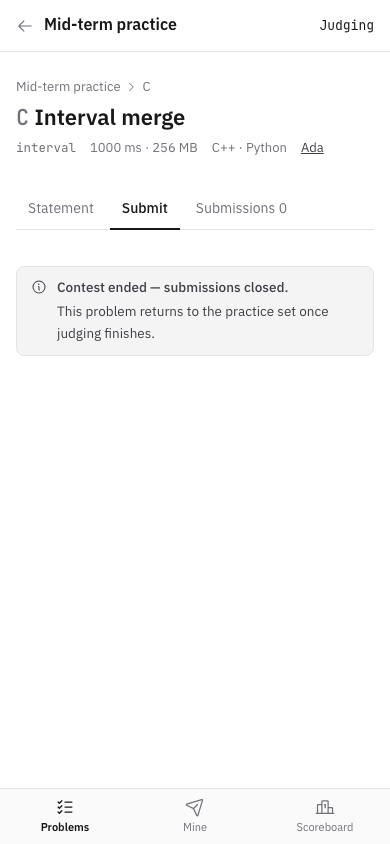 Mid-term practice
Judging
Mid-term practice > C
C Interval merge
interval 1000 ms · 256 MB C++ · Python Ada
Statement Submit Submissions 0
Contest ended — submissions closed.
This problem returns to the practice set once
judging finishes.
Problems Mine Scoreboard